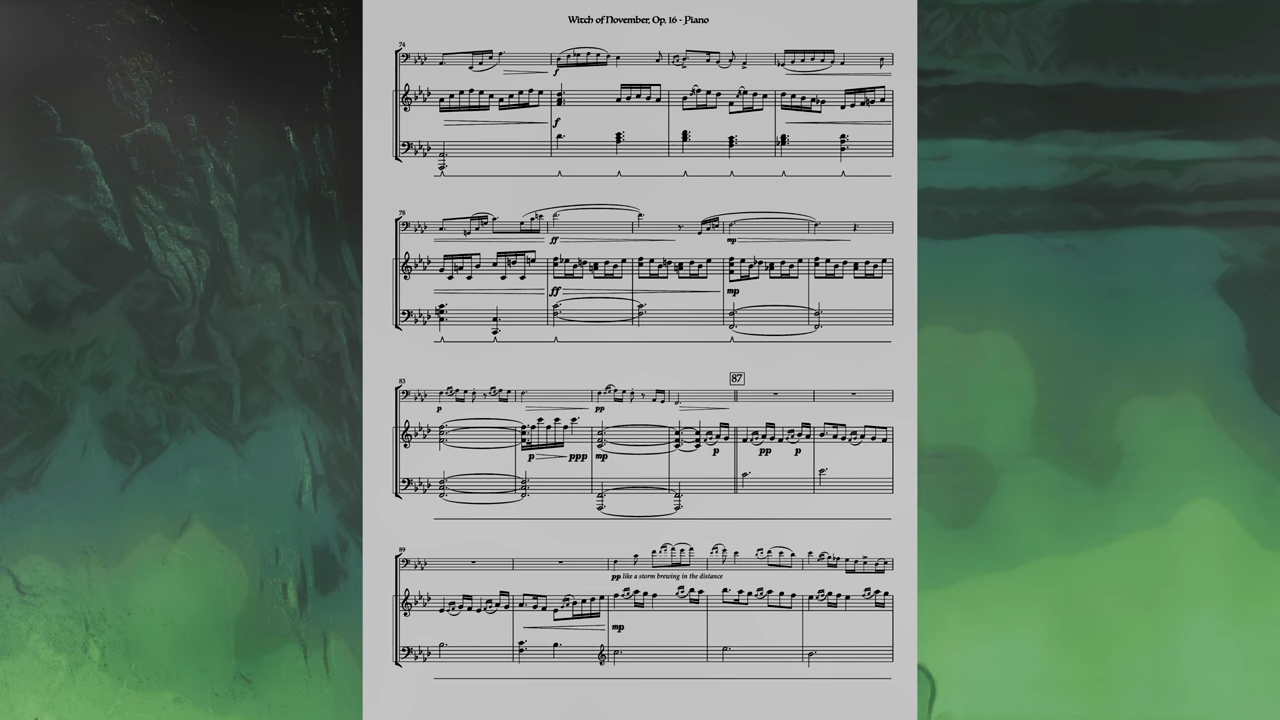 Witch of November, Op. 16 - Piano
74
f
f
78
ff
mp
ff
mp
83
87
p
pp
p
ppp
mp
p
pp
p
89
pp like a storm brewing in the distance
mp